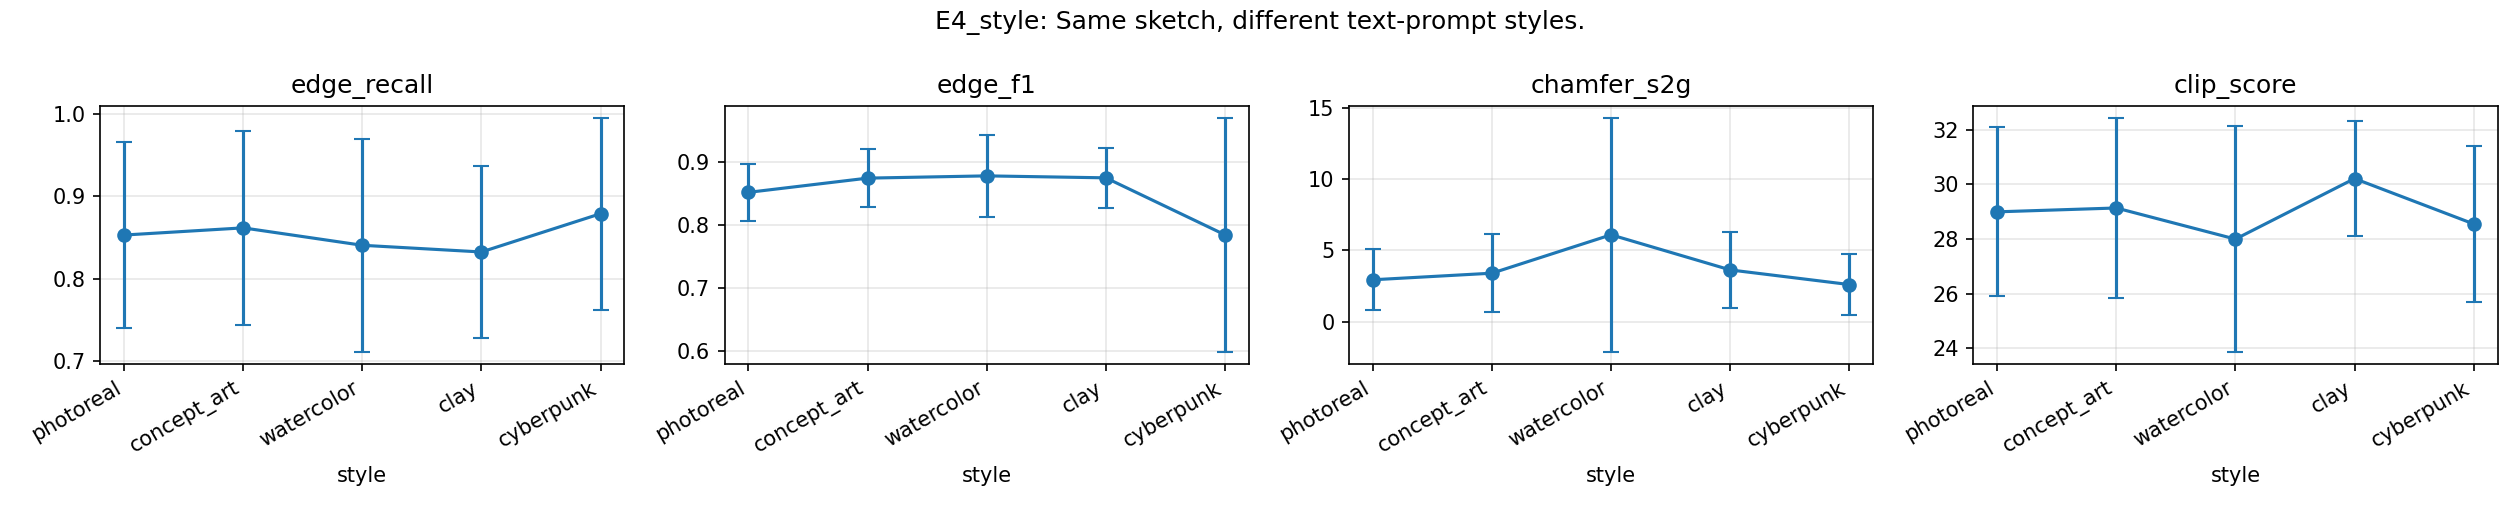 E4_style: Same sketch, different text-prompt styles.
edge_recall
1.0
0.9
0.8
0.7
photoreal
concept_art
watercolor
clay
cyberpunk
style
edge_f1
0.9
0.8
0.7
0.6
photoreal
concept_art
watercolor
clay
cyberpunk
style
chamfer_s2g
15
10
5
0
photoreal
concept_art
watercolor
clay
cyberpunk
style
clip_score
32
30
28
26
24
photoreal
concept_art
watercolor
clay
cyberpunk
style